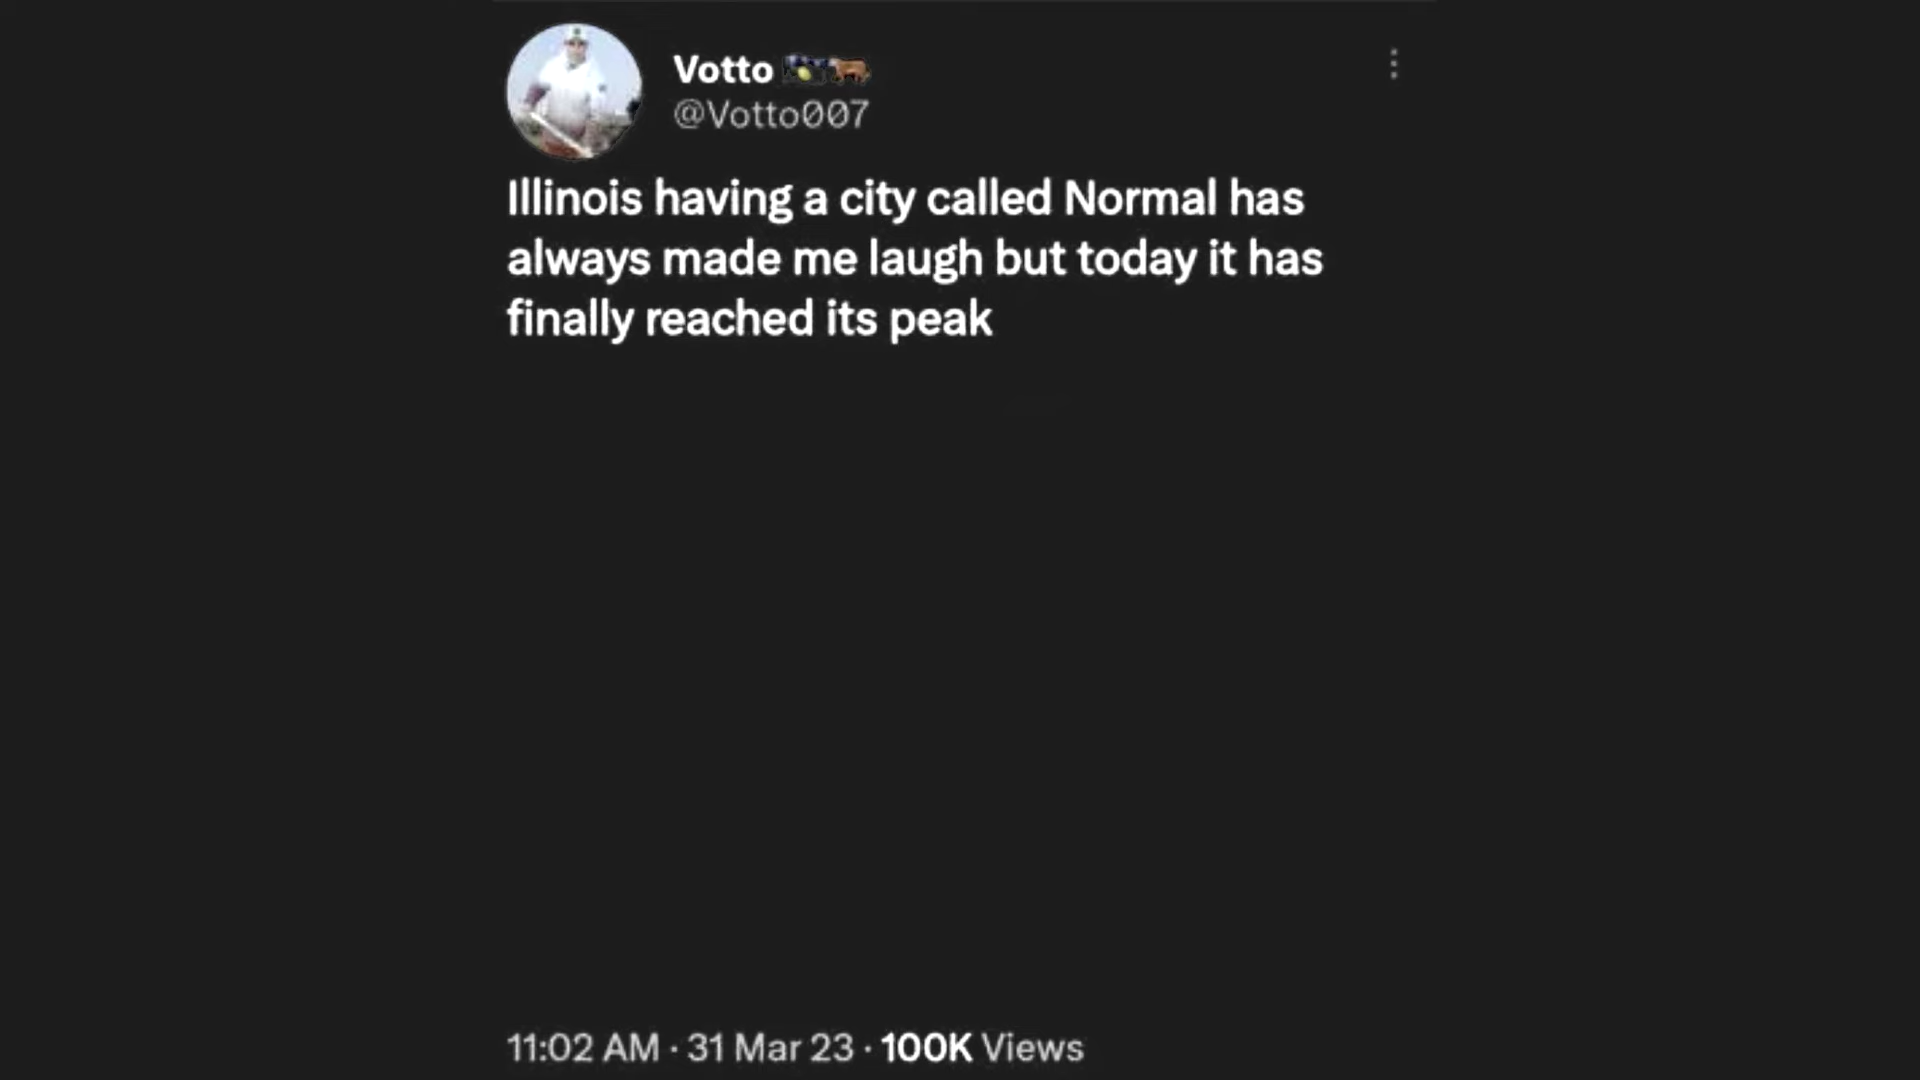 Votto
@Votto007
Illinois having a city called Normal has
always made me laugh but today it has
finally reached its peak
11:02 AM · 31 Mar 23 · 100K Views